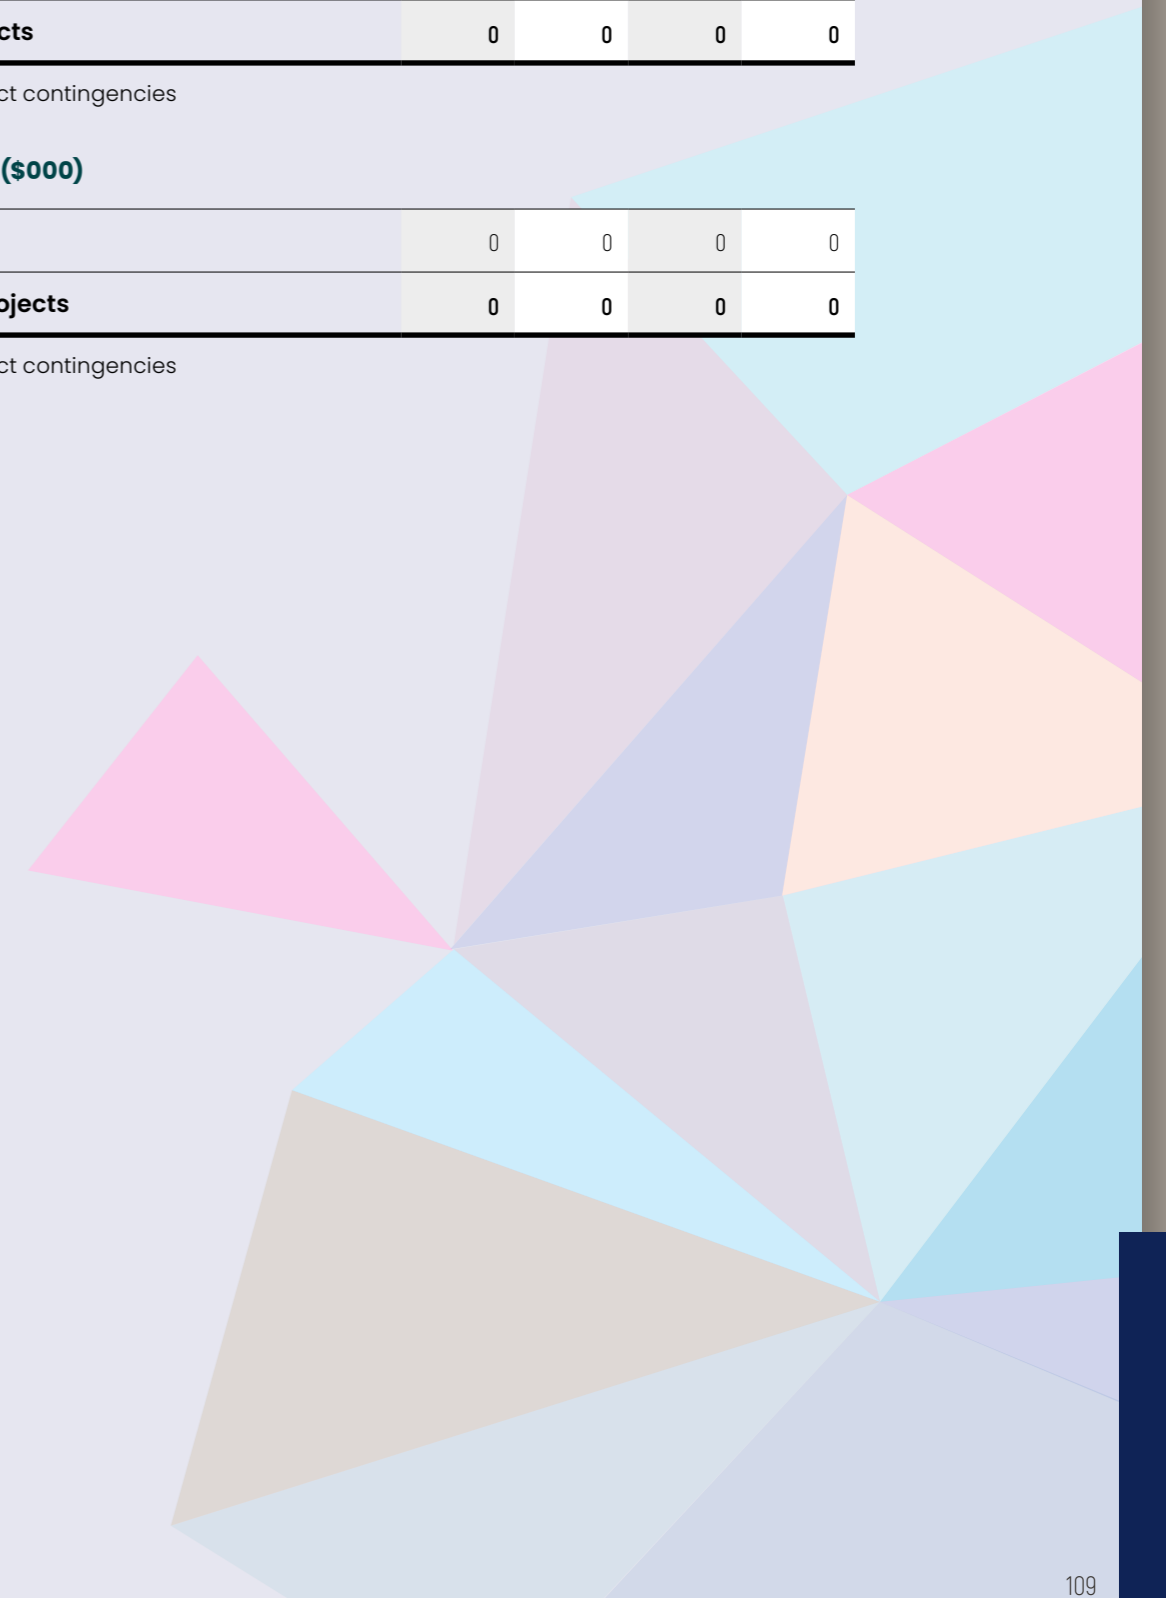 cts 0 0 0 0
ct contingencies
($000)
0 0 0 0
ojects 0 0 0 0
ct contingencies
109